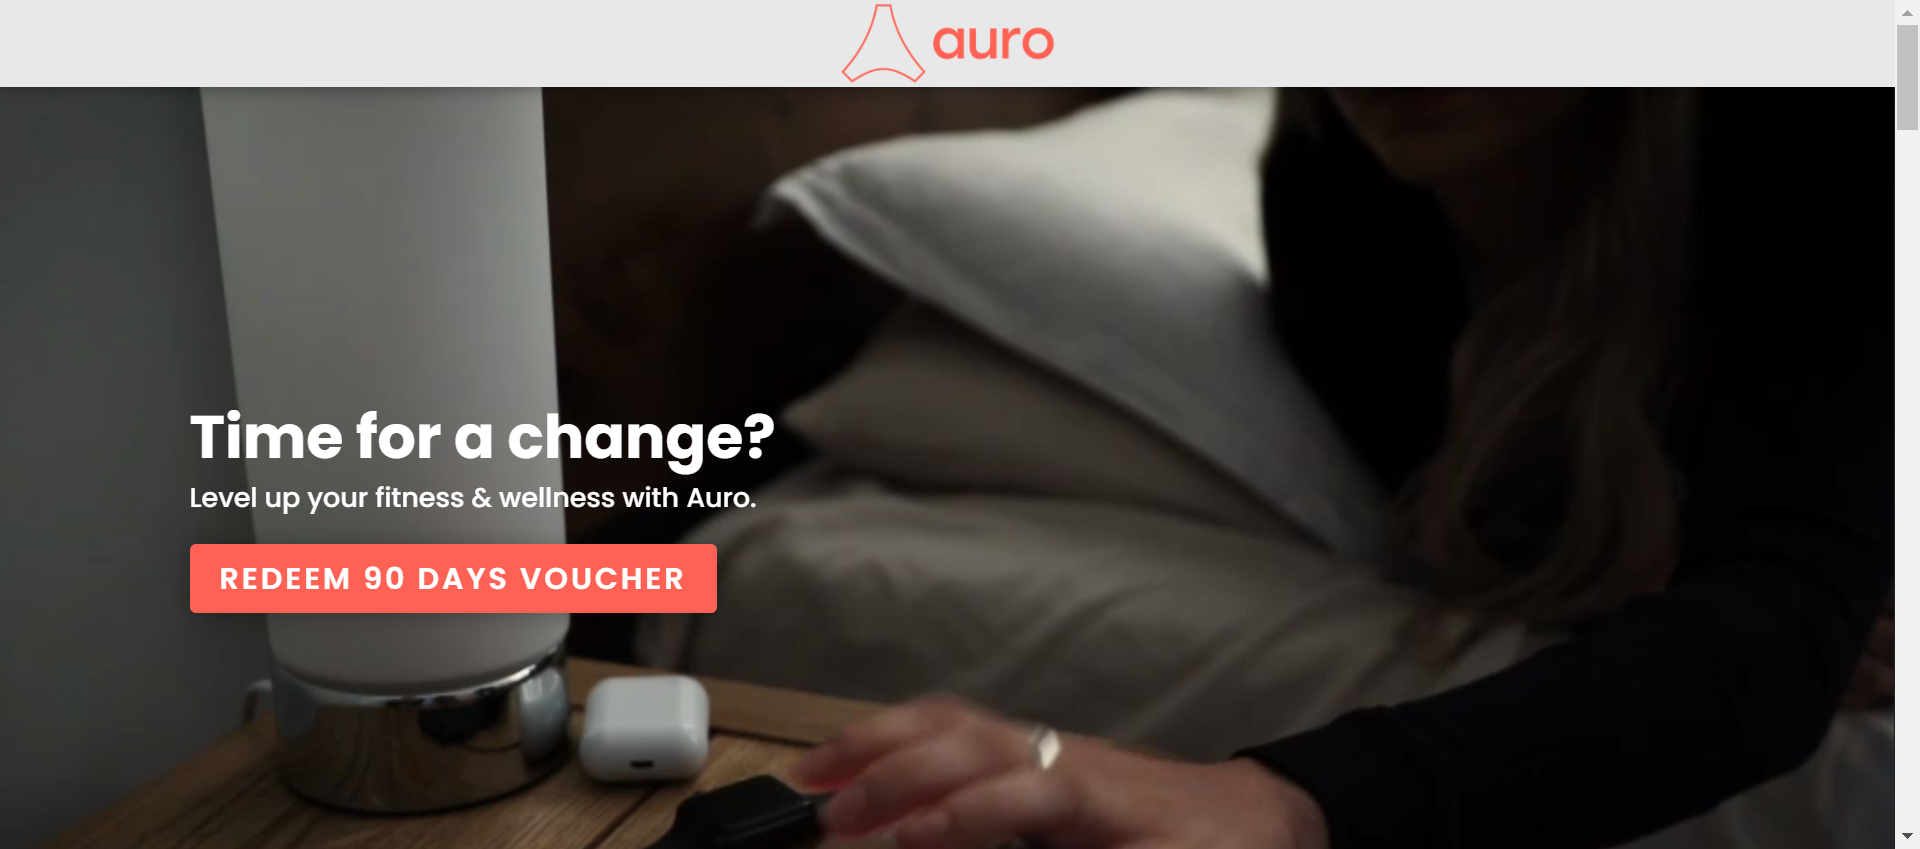 auro
Time for a change?
Level up your fitness & wellness with Auro.
REDEEM 90 DAYS VOUCHER